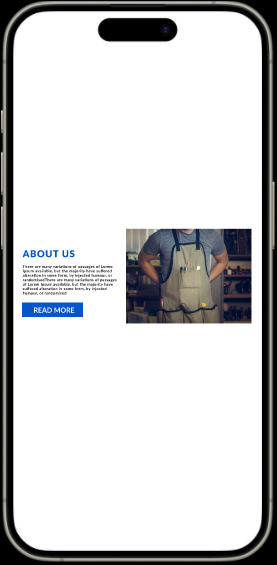 ABOUT US
There are many variations of passages of Lorem
Ipsum available, but the majority have suffered
alteration in some form, by injected humour, or
randomisedThere are many variations of passages
of Lorem Ipsum available, but the majority have
suffered alteration in some form, by injected
humour, or randomised
READ MORE